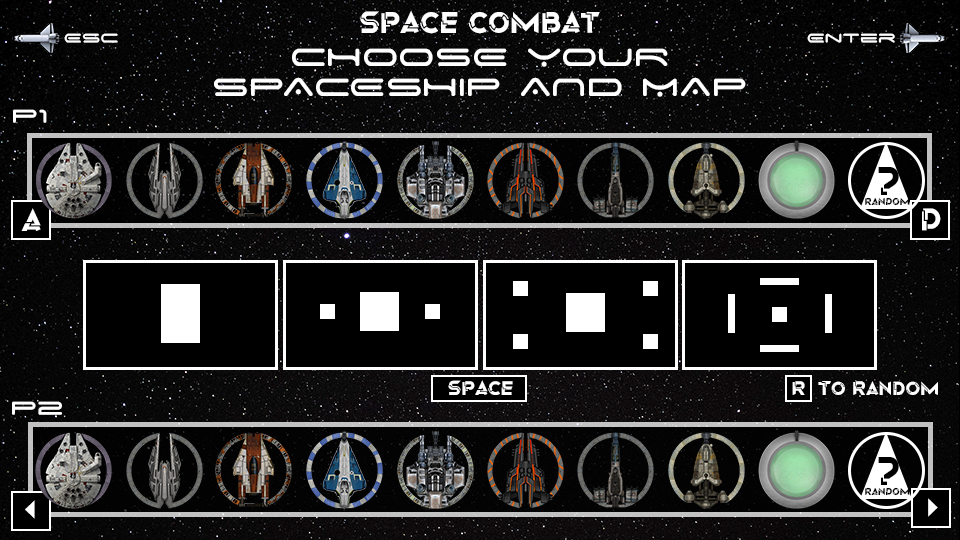 SPACE COMBAT
ESC
ENTER
CHOOSE YOUR
SPACESHIP AND MAP
P1
?
RANDOM
A
D
SPACE
R TO RANDOM
P2
?
RANDOM